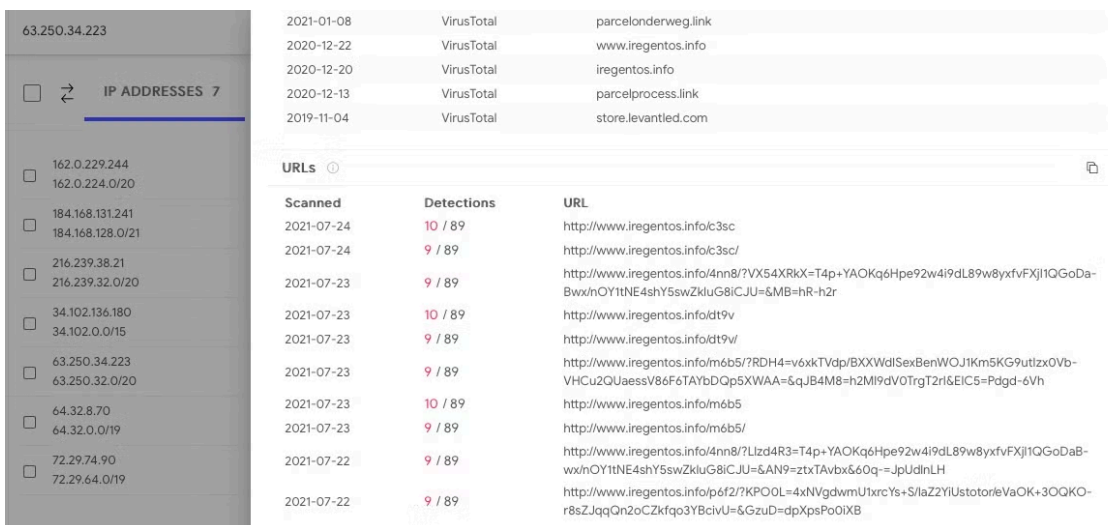 63.250.34.223
IP ADDRESSES 7
162.0.229.244
162.0.224.0/20
184.168.131.241
184.168.128.0/21
216.239.38.21
216.239.32.0/20
34.102.136.180
34.102.0.0/15
63.250.34.223
63.250.32.0/20
64.32.8.70
64.32.0.0/19
72.29.74.90
72.29.64.0/19
2021-01-08 VirusTotal parcelonderweg.link
2020-12-22 VirusTotal www.iregentos.info
2020-12-20 VirusTotal iregentos.info
2020-12-13 VirusTotal parcelprocess.link
2019-11-04 VirusTotal store.levantled.com
URLs
Scanned Detections URL
2021-07-24 10 / 89 http://www.iregentos.info/c3sc
2021-07-24 9 / 89 http://www.iregentos.info/c3sc/
2021-07-23 9 / 89 http://www.iregentos.info/4nn8/?VX54XRkX=T4p+YAOKq6Hpe92w4i9dL89w8yxfvFXjI1QGoDa-
Bwx/nOY1tNE4shY5swZkluG8iCJU=&MB=hR-h2r
2021-07-23 10 / 89 http://www.iregentos.info/dt9v
2021-07-23 9 / 89 http://www.iregentos.info/dt9v/
2021-07-23 9 / 89 http://www.iregentos.info/m6b5/?RDH4=v6xkTVdp/BXXWdISexBenWOJ1Km5KG9utIzx0Vb-
VHCu2QUaessV86F6TAYbDQp5XWAA=&qJB4M8=h2MI9dV0TrgT2rI&EIC5=Pdgd-6Vh
2021-07-23 10 / 89 http://www.iregentos.info/m6b5
2021-07-23 9 / 89 http://www.iregentos.info/m6b5/
2021-07-22 9 / 89 http://www.iregentos.info/4nn8/?LIzd4R3=T4p+YAOKq6Hpe92w4i9dL89w8yxfvFXjI1QGoDaB-
wx/nOY1tNE4shY5swZkluG8iCJU=&AN9=ztxTAvbx&60q-=JpUdInLH
2021-07-22 9 / 89 http://www.iregentos.info/p6f2/?KPO0L=4xNVgdwmU1xrcYs+S/IaZ2YiUstotor/eVaOK+3OQKO-
r8sZJqqQn2oCZkfqo3YBcivU=&GzuD=dpXpsPo0iXB